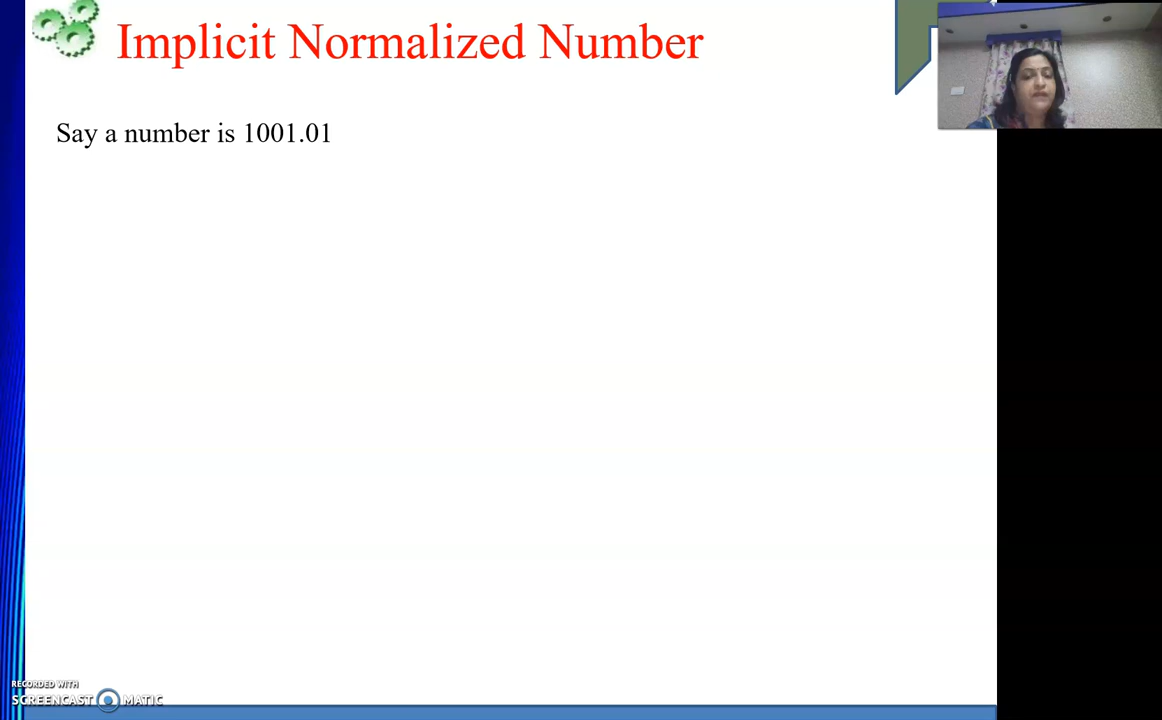 Implicit Normalized Number
Say a number is 1001.01
RECORDED WITH
SCREENCAST MATIC